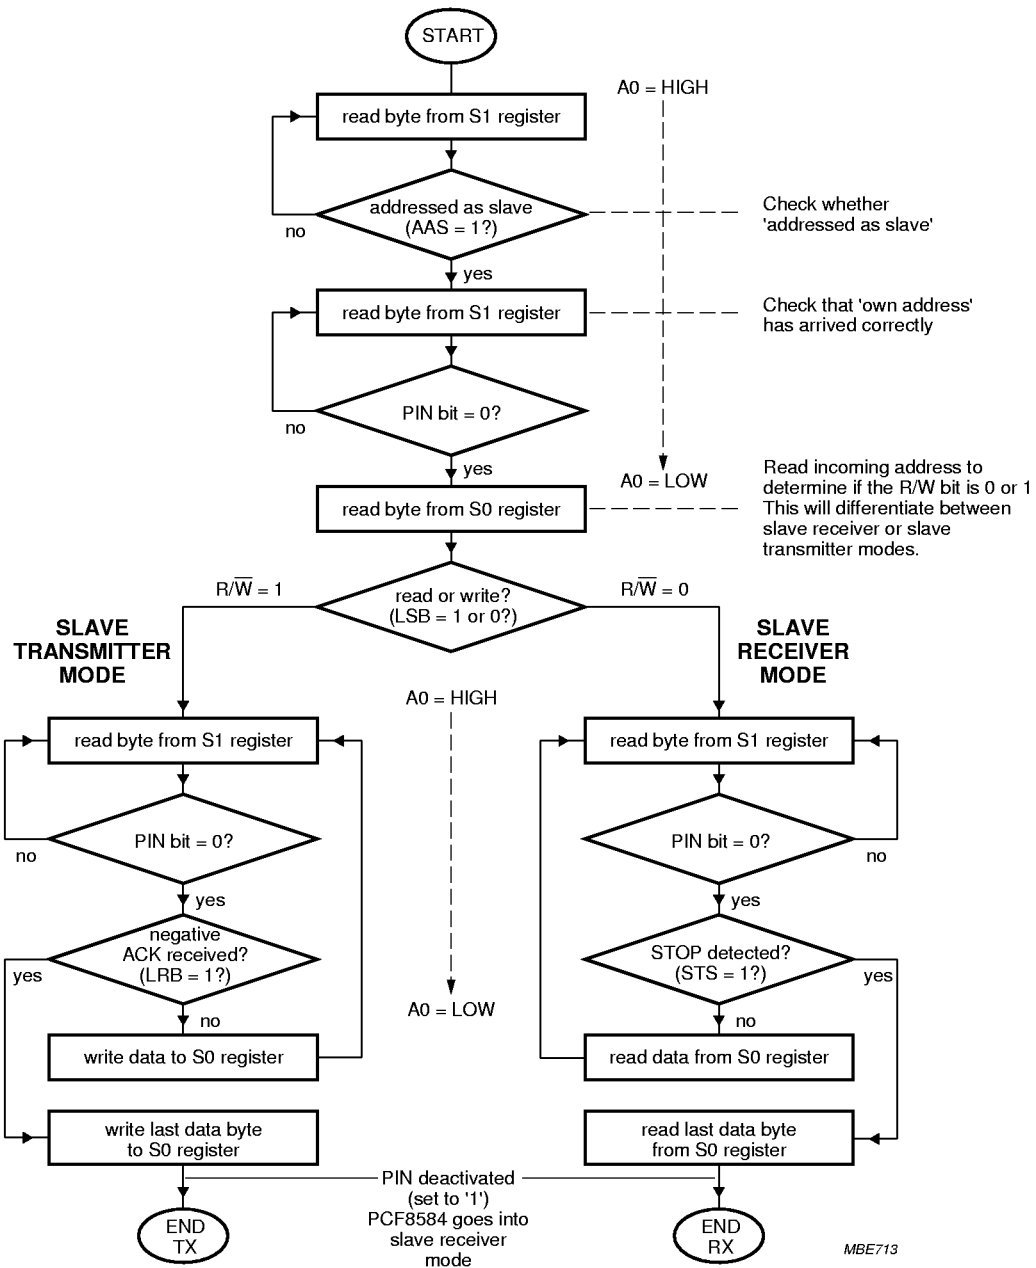 START
A0 = HIGH
read byte from S1 register
addressed as slave
(AAS = 1?)
no
Check whether
'addressed as slave'
yes
read byte from S1 register
Check that 'own address'
has arrived correctly
PIN bit = 0?
no
yes
A0 = LOW
read byte from S0 register
Read incoming address to
determine if the R/W bit is 0 or 1
This will differentiate between
slave receiver or slave
transmitter modes.
R/W̅ = 1
read or write?
(LSB = 1 or 0?)
R/W̅ = 0
SLAVE
TRANSMITTER
MODE
SLAVE
RECEIVER
MODE
A0 = HIGH
read byte from S1 register
read byte from S1 register
PIN bit = 0?
no
PIN bit = 0?
no
yes
yes
negative
ACK received?
(LRB = 1?)
yes
STOP detected?
(STS = 1?)
yes
A0 = LOW
no
no
write data to S0 register
read data from S0 register
write last data byte
to S0 register
read last data byte
from S0 register
PIN deactivated
(set to '1')
PCF8584 goes into
slave receiver
mode
END
TX
END
RX
MBE713